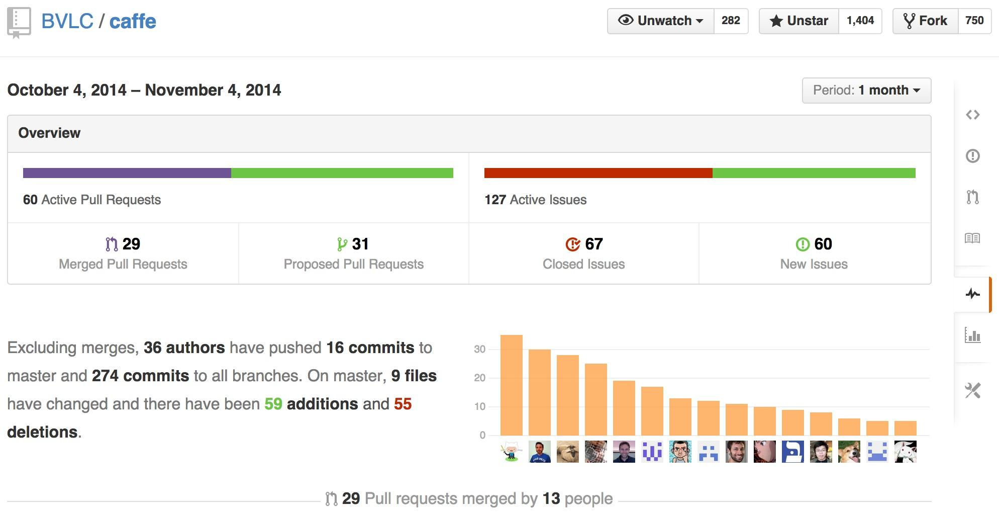 BVLC / caffe
Unwatch 282
Unstar 1,404
Fork 750
October 4, 2014 – November 4, 2014
Period: 1 month
Overview
60 Active Pull Requests
127 Active Issues
29
Merged Pull Requests
31
Proposed Pull Requests
67
Closed Issues
60
New Issues
Excluding merges, 36 authors have pushed 16 commits to
master and 274 commits to all branches. On master, 9 files
have changed and there have been 59 additions and 55
deletions.
30
20
10
0
29 Pull requests merged by 13 people